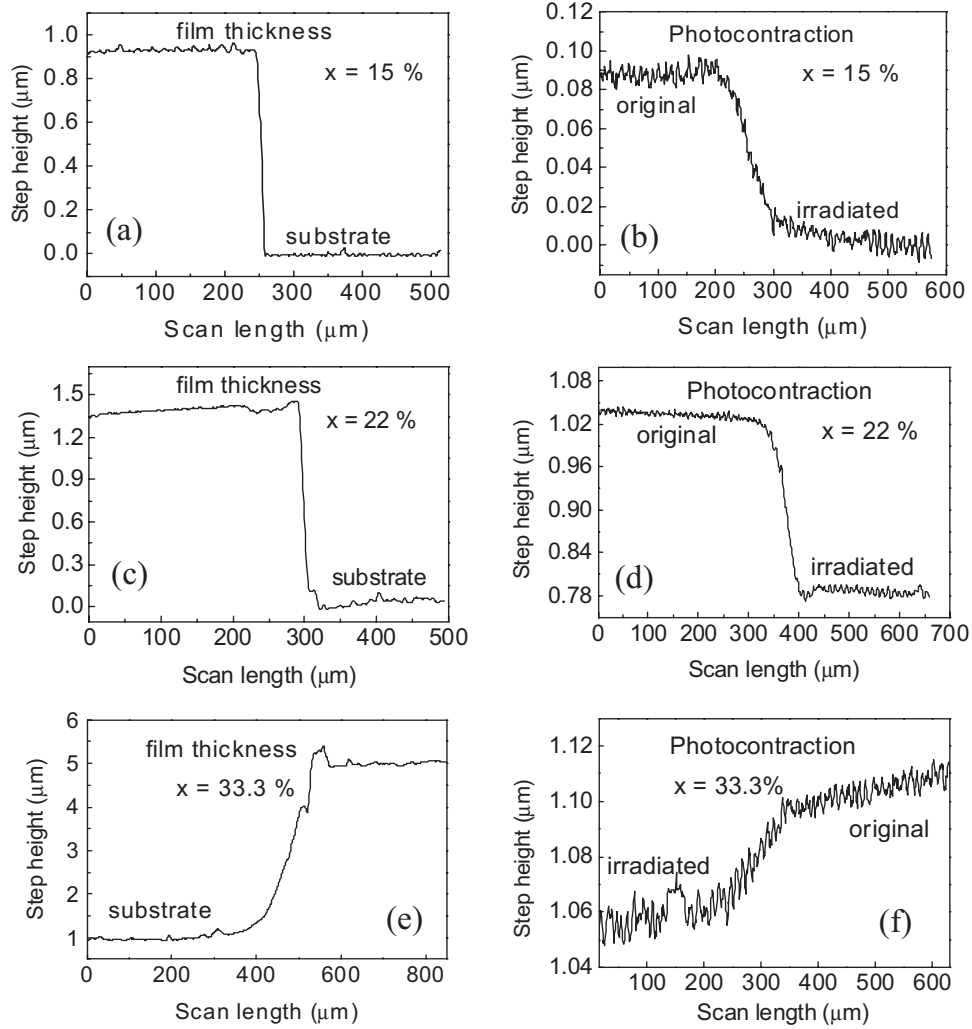 film thickness
x = 15 %
Step height (μm)
1.0
0.8
0.6
0.4
0.2
0.0
(a)
substrate
0 100 200 300 400 500
Scan length (μm)
Photocontraction
x = 15 %
original
Step height (μm)
0.10
0.08
0.06
0.04
0.02
0.00
(b)
irradiated
0 100 200 300 400 500 600
Scan length (μm)
film thickness
x = 22 %
Step height (μm)
1.5
1.2
0.9
0.6
0.3
0.0
(c)
substrate
0 100 200 300 400 500
Scan length (μm)
Photocontraction
x = 22 %
original
Step height (μm)
1.08
1.02
0.96
0.90
0.84
0.78
(d)
irradiated
0 100 200 300 400 500 600 700
Scan length (μm)
film thickness
x = 33.3 %
Step height (μm)
6
5
4
3
2
1
substrate
(e)
0 200 400 600 800
Scan length (μm)
Photocontraction
x = 33.3%
original
irradiated
Step height (μm)
1.12
1.10
1.08
1.06
1.04
(f)
100 200 300 400 500 600
Scan length (μm)